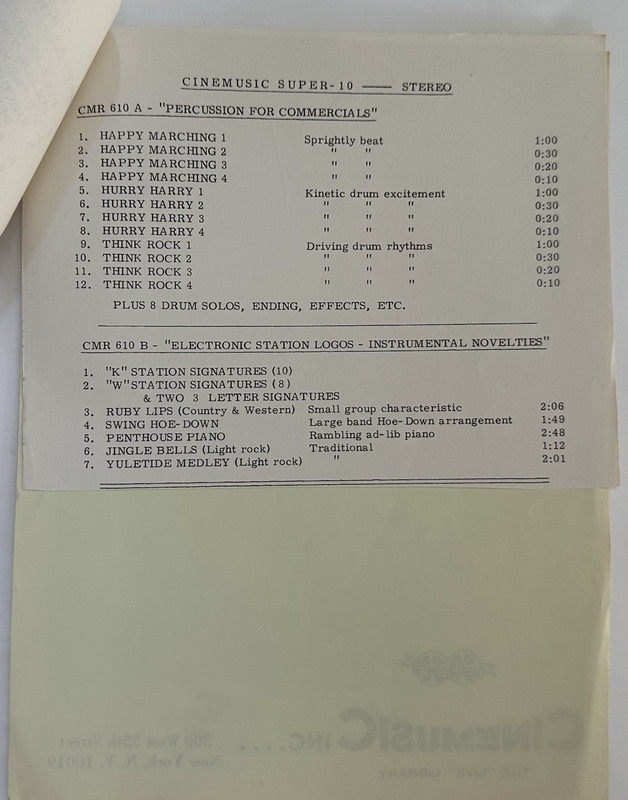 CINEMUSIC SUPER-10 —— STEREO
CMR 610 A - "PERCUSSION FOR COMMERCIALS"
1. HAPPY MARCHING 1 Sprightly beat 1:00
2. HAPPY MARCHING 2 " " 0:30
3. HAPPY MARCHING 3 " " 0:20
4. HAPPY MARCHING 4 " " 0:10
5. HURRY HARRY 1 Kinetic drum excitement 1:00
6. HURRY HARRY 2 " " " 0:30
7. HURRY HARRY 3 " " " 0:20
8. HURRY HARRY 4 " " " 0:10
9. THINK ROCK 1 Driving drum rhythms 1:00
10. THINK ROCK 2 " " " 0:30
11. THINK ROCK 3 " " " 0:20
12. THINK ROCK 4 " " " 0:10
PLUS 8 DRUM SOLOS, ENDING, EFFECTS, ETC.
CMR 610 B - "ELECTRONIC STATION LOGOS - INSTRUMENTAL NOVELTIES"
1. "K" STATION SIGNATURES (10)
2. "W" STATION SIGNATURES (8)
& TWO 3 LETTER SIGNATURES
3. RUBY LIPS (Country & Western) Small group characteristic 2:06
4. SWING HOE-DOWN Large band Hoe-Down arrangement 1:49
5. PENTHOUSE PIANO Rambling ad-lib piano 2:48
6. JINGLE BELLS (Light rock) Traditional 1:12
7. YULETIDE MEDLEY (Light rock) " 2:01
CINEMUSIC INC....
THE "LIVE" LIBRARY
New York, N.Y. 10019